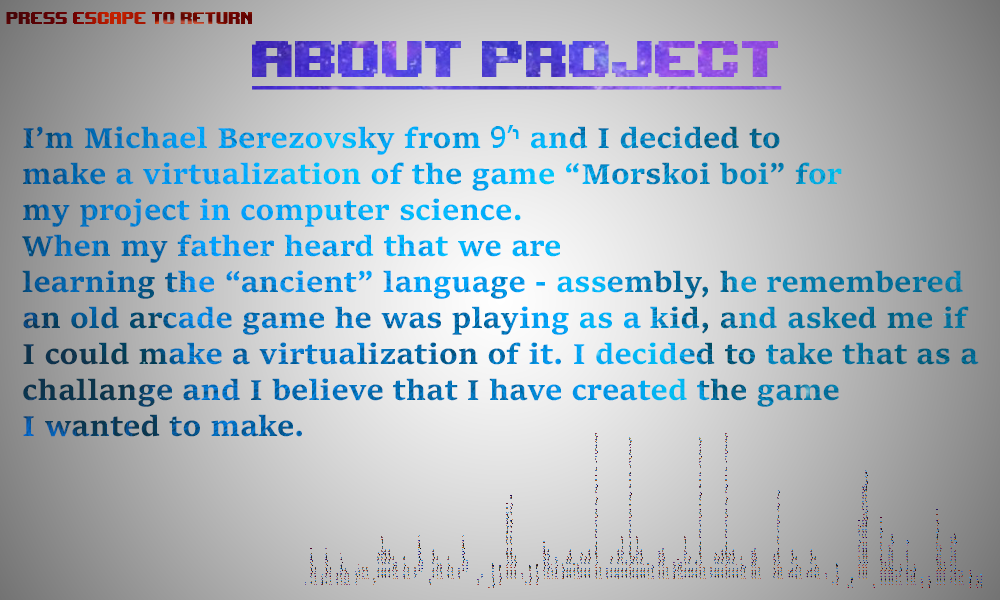 PRESS ESCAPE TO RETURN
ABOUT PROJECT
I’m Michael Berezovsky from 9'ה and I decided to
make a virtualization of the game “Morskoi boi” for
my project in computer science.
When my father heard that we are
learning the “ancient” language - assembly, he remembered
an old arcade game he was playing as a kid, and asked me if
I could make a virtualization of it. I decided to take that as a
challange and I believe that I have created the game
I wanted to make.